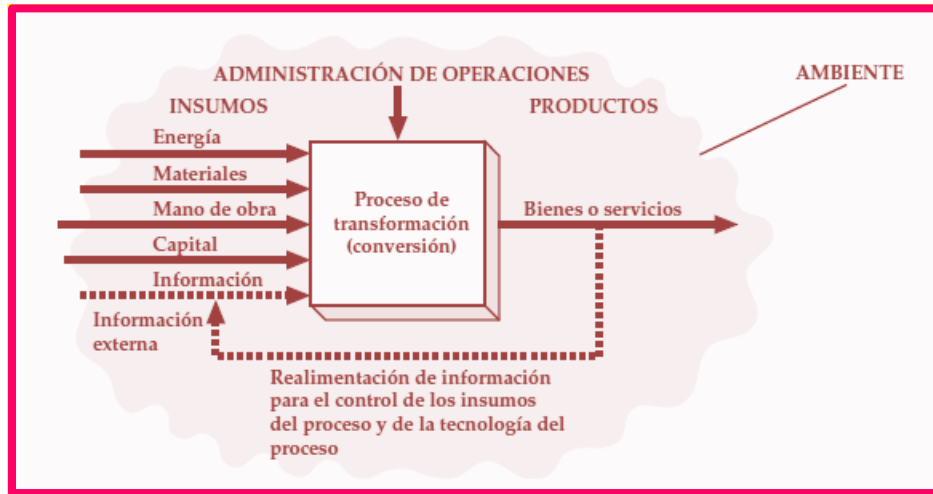 ADMINISTRACIÓN DE OPERACIONES
AMBIENTE
INSUMOS
PRODUCTOS
Energía
Materiales
Mano de obra
Capital
Información
Información
externa
Proceso de
transformación
(conversión)
Bienes o servicios
Realimentación de información
para el control de los insumos
del proceso y de la tecnología del
proceso